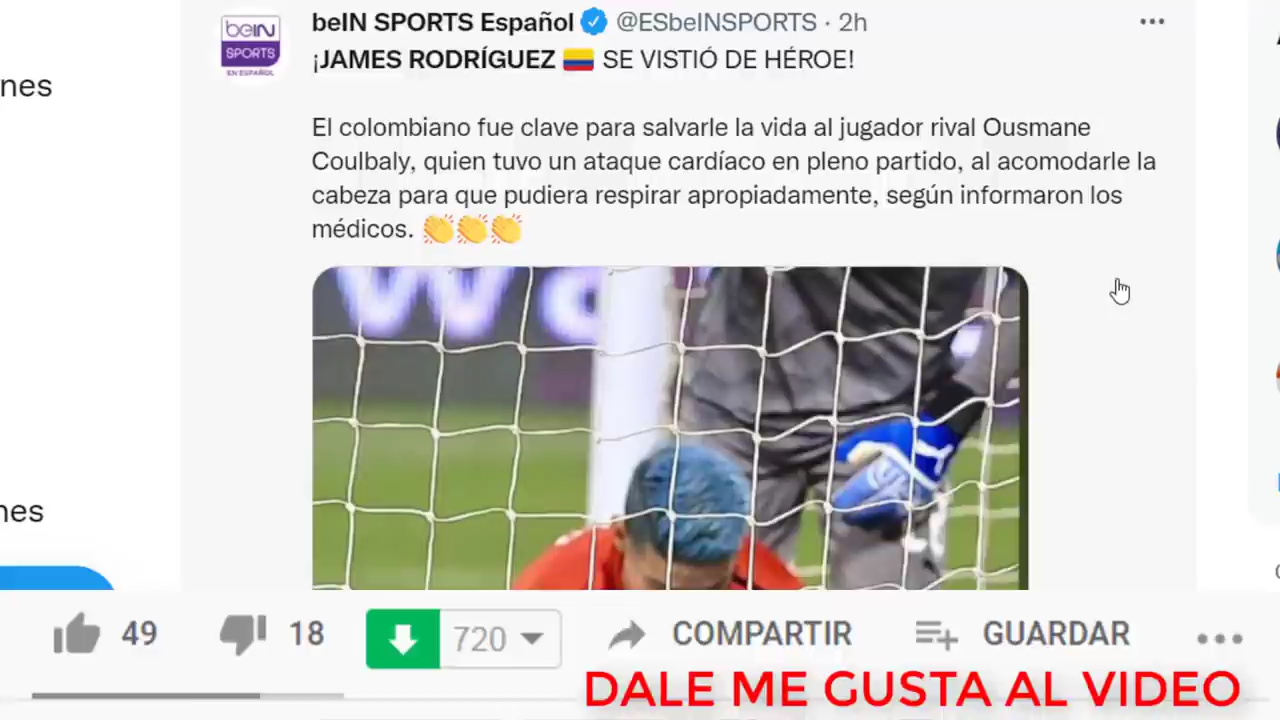 beIN SPORTS Español @ESbeINSPORTS · 2h
beIN
SPORTS
EN ESPAÑOL
¡JAMES RODRÍGUEZ 🇨🇴 SE VISTIÓ DE HÉROE!
nes
El colombiano fue clave para salvarle la vida al jugador rival Ousmane
Coulbaly, quien tuvo un ataque cardíaco en pleno partido, al acomodarle la
cabeza para que pudiera respirar apropiadamente, según informaron los
médicos. 👏👏👏
nes
49 18 720 COMPARTIR GUARDAR
DALE ME GUSTA AL VIDEO